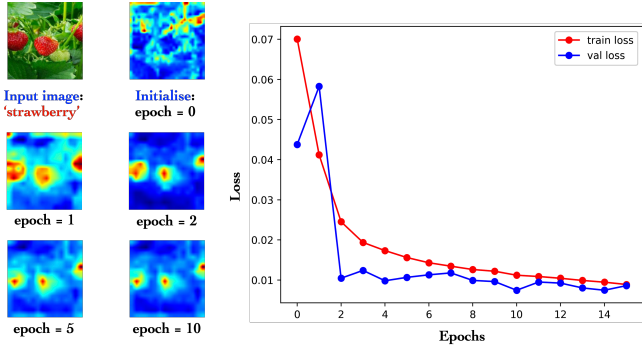 Input image:
'strawberry'
Initialise:
epoch = 0
epoch = 1
epoch = 2
epoch = 5
epoch = 10
train loss
val loss
0.07
0.06
0.05
0.04
0.03
0.02
0.01
Loss
0 2 4 6 8 10 12 14
Epochs